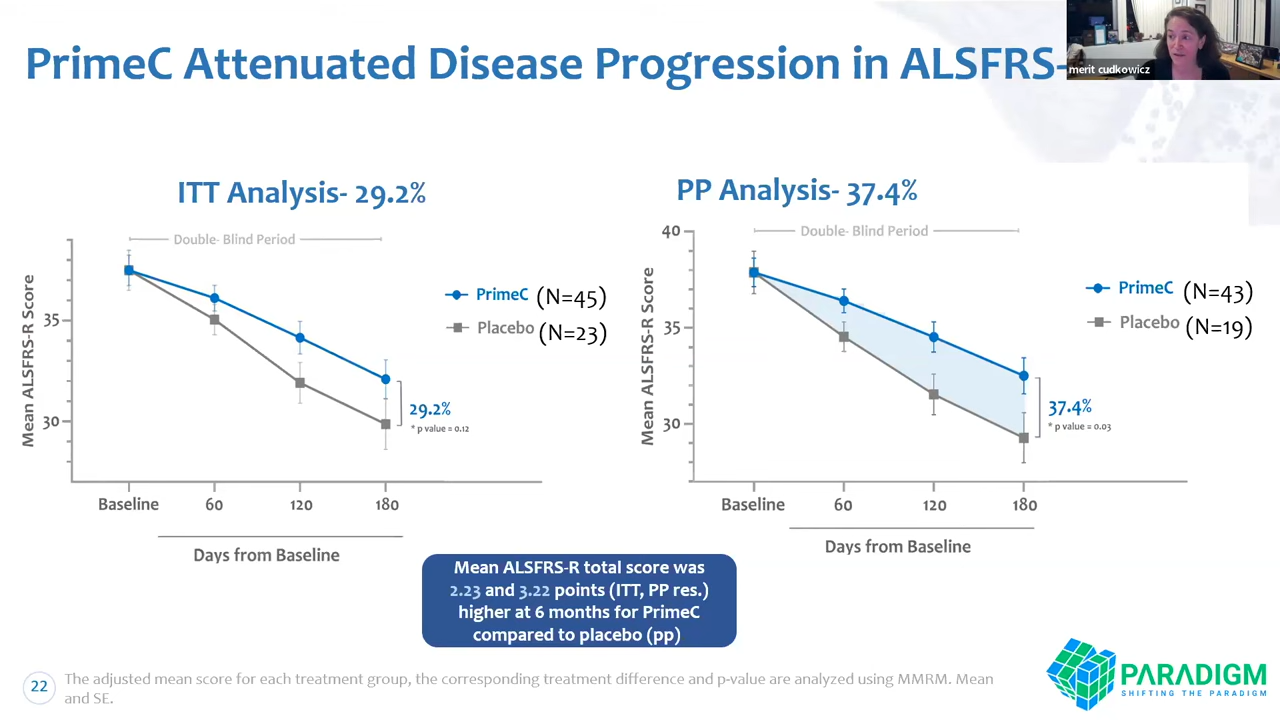 PrimeC Attenuated Disease Progression in ALSFRS-
merit cudkowicz
ITT Analysis- 29.2%
Double- Blind Period
Mean ALSFRS-R Score
35
30
PrimeC (N=45)
Placebo (N=23)
29.2%
* p value = 0.12
Baseline 60 120 180
Days from Baseline
PP Analysis- 37.4%
Double- Blind Period
Mean ALSFRS-R Score
40
35
30
PrimeC (N=43)
Placebo (N=19)
37.4%
* p value = 0.03
Baseline 60 120 180
Days from Baseline
Mean ALSFRS-R total score was
2.23 and 3.22 points (ITT, PP res.)
higher at 6 months for PrimeC
compared to placebo (pp)
22
The adjusted mean score for each treatment group, the corresponding treatment difference and p-value are analyzed using MMRM. Mean
and SE.
PARADIGM
SHIFTING THE PARADIGM